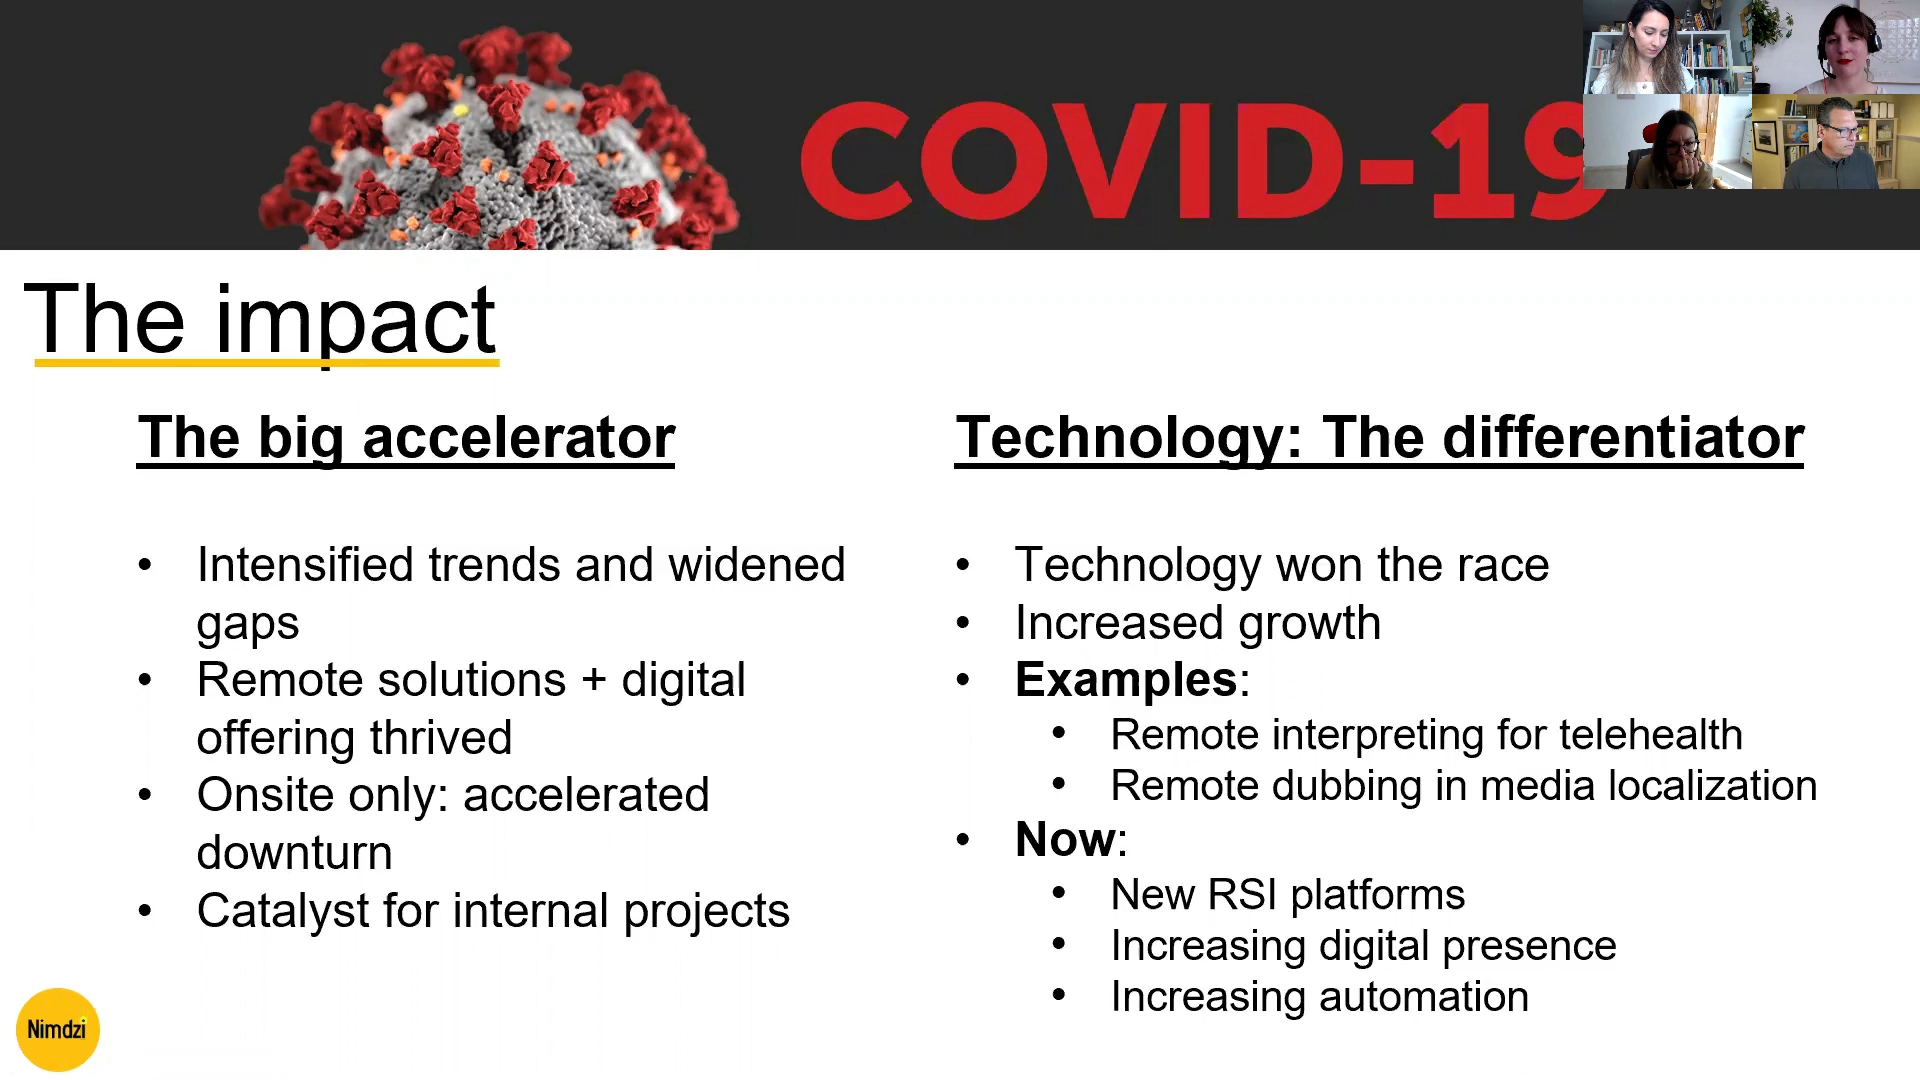 COVID-19
The impact
The big accelerator
• Intensified trends and widened
gaps
• Remote solutions + digital
offering thrived
• Onsite only: accelerated
downturn
• Catalyst for internal projects
Technology: The differentiator
• Technology won the race
• Increased growth
• Examples:
• Remote interpreting for telehealth
• Remote dubbing in media localization
• Now:
• New RSI platforms
• Increasing digital presence
• Increasing automation
Nimdzi